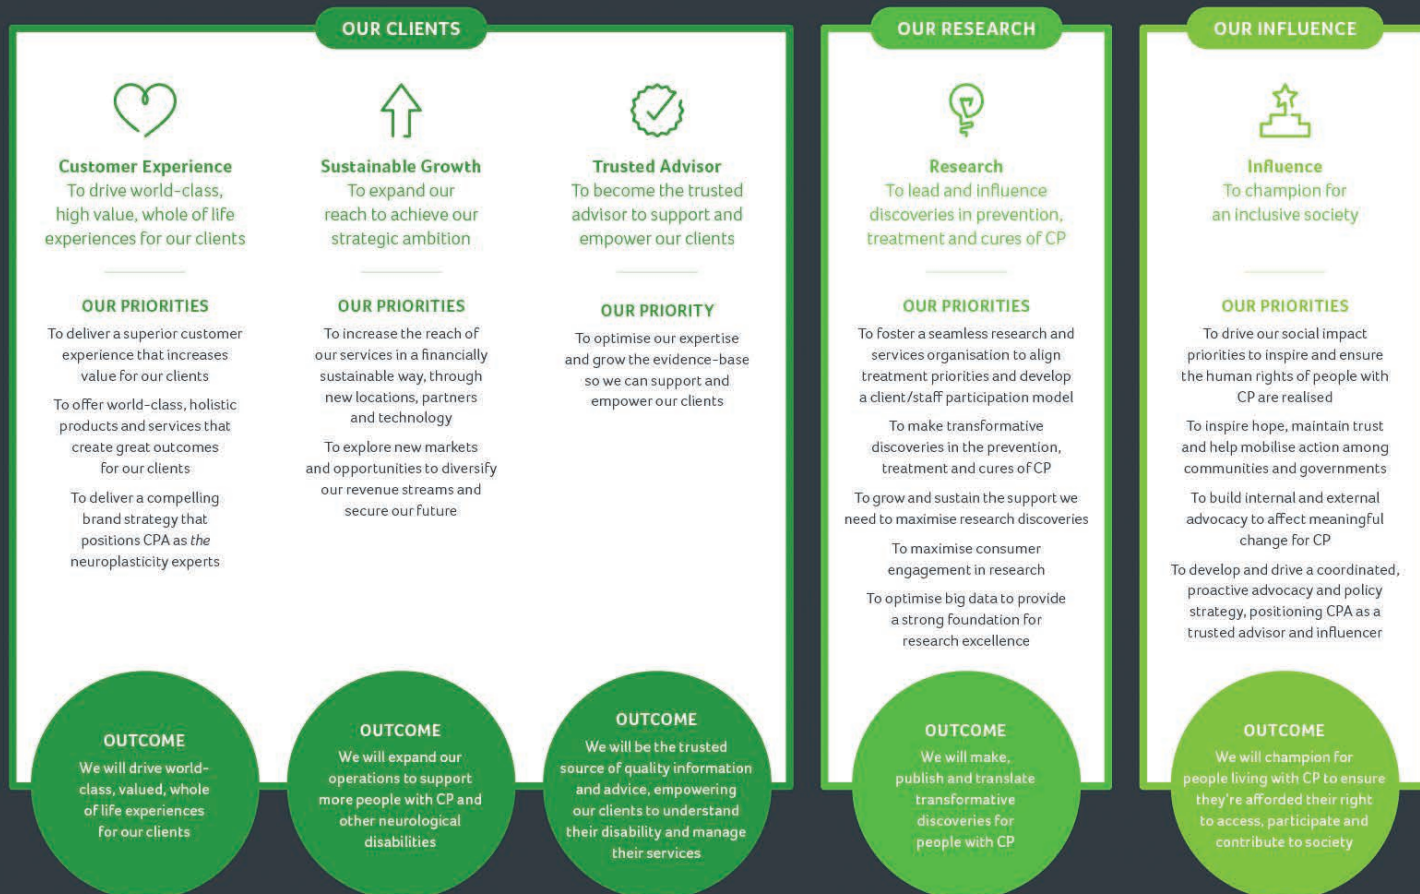 OUR CLIENTS
Customer Experience
To drive world-class,
high value, whole of life
experiences for our clients
OUR PRIORITIES
To deliver a superior customer
experience that increases
value for our clients
To offer world-class, holistic
products and services that
create great outcomes
for our clients
To deliver a compelling
brand strategy that
positions CPA as the
neuroplasticity experts
OUTCOME
We will drive world-
class, valued, whole
of life experiences
for our clients
Sustainable Growth
To expand our
reach to achieve our
strategic ambition
OUR PRIORITIES
To increase the reach of
our services in a financially
sustainable way, through
new locations, partners
and technology
To explore new markets
and opportunities to diversify
our revenue streams and
secure our future
OUTCOME
We will expand our
operations to support
more people with CP and
other neurological
disabilities
Trusted Advisor
To become the trusted
advisor to support and
empower our clients
OUR PRIORITY
To optimise our expertise
and grow the evidence-base
so we can support and
empower our clients
OUTCOME
We will be the trusted
source of quality information
and advice, empowering
our clients to understand
their disability and manage
their services
OUR RESEARCH
Research
To lead and influence
discoveries in prevention,
treatment and cures of CP
OUR PRIORITIES
To foster a seamless research and
services organisation to align
treatment priorities and develop
a client/staff participation model
To make transformative
discoveries in the prevention,
treatment and cures of CP
To grow and sustain the support we
need to maximise research discoveries
To maximise consumer
engagement in research
To optimise big data to provide
a strong foundation for
research excellence
OUTCOME
We will make,
publish and translate
transformative
discoveries for
people with CP
OUR INFLUENCE
Influence
To champion for
an inclusive society
OUR PRIORITIES
To drive our social impact
priorities to inspire and ensure
the human rights of people with
CP are realised
To inspire hope, maintain trust
and help mobilise action among
communities and governments
To build internal and external
advocacy to affect meaningful
change for CP
To develop and drive a coordinated,
proactive advocacy and policy
strategy, positioning CPA as a
trusted advisor and influencer
OUTCOME
We will champion for
people living with CP to ensure
they're afforded their right
to access, participate and
contribute to society